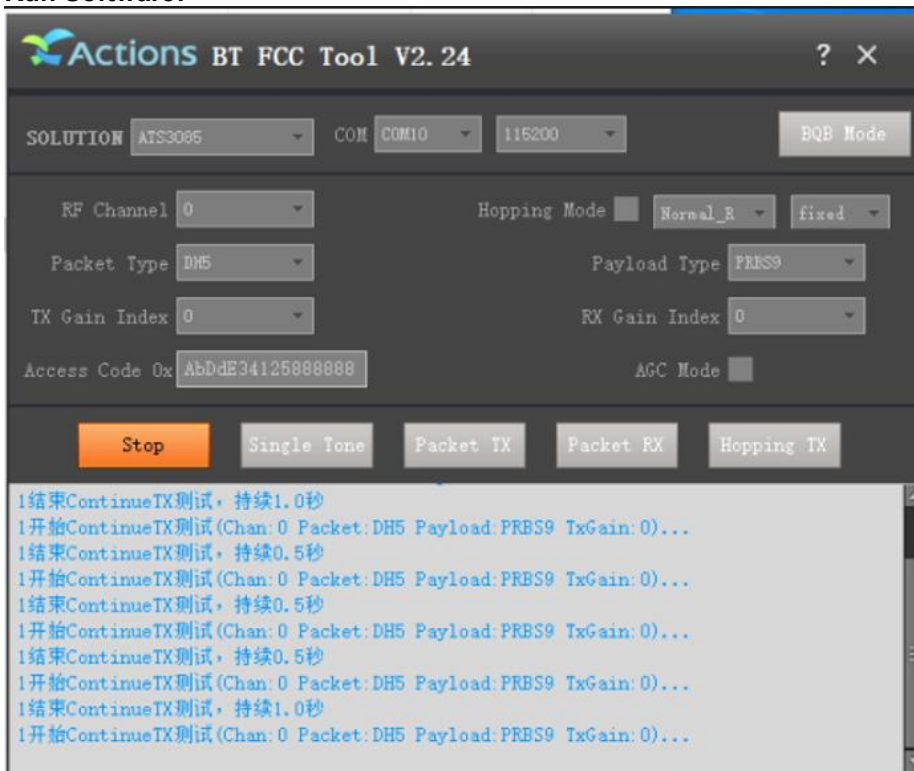 Actions BT FCC Tool V2.24 ? ×
SOLUTION ATS3085 COM COM10 115200 BQB Mode
RF Channel 0 Hopping Mode Normal_R fixed
Packet Type DH5 Payload Type PRBS9
TX Gain Index 0 RX Gain Index 0
Access Code 0x AbDdE34125888888 AGC Mode
Stop Single Tone Packet TX Packet RX Hopping TX
1结束ContinueTX测试，持续1.0秒
1开始ContinueTX测试(Chan:0 Packet:DH5 Payload:PRBS9 TxGain:0)...
1结束ContinueTX测试，持续0.5秒
1开始ContinueTX测试(Chan:0 Packet:DH5 Payload:PRBS9 TxGain:0)...
1结束ContinueTX测试，持续0.5秒
1开始ContinueTX测试(Chan:0 Packet:DH5 Payload:PRBS9 TxGain:0)...
1结束ContinueTX测试，持续0.5秒
1开始ContinueTX测试(Chan:0 Packet:DH5 Payload:PRBS9 TxGain:0)...
1结束ContinueTX测试，持续1.0秒
1开始ContinueTX测试(Chan:0 Packet:DH5 Payload:PRBS9 TxGain:0)...